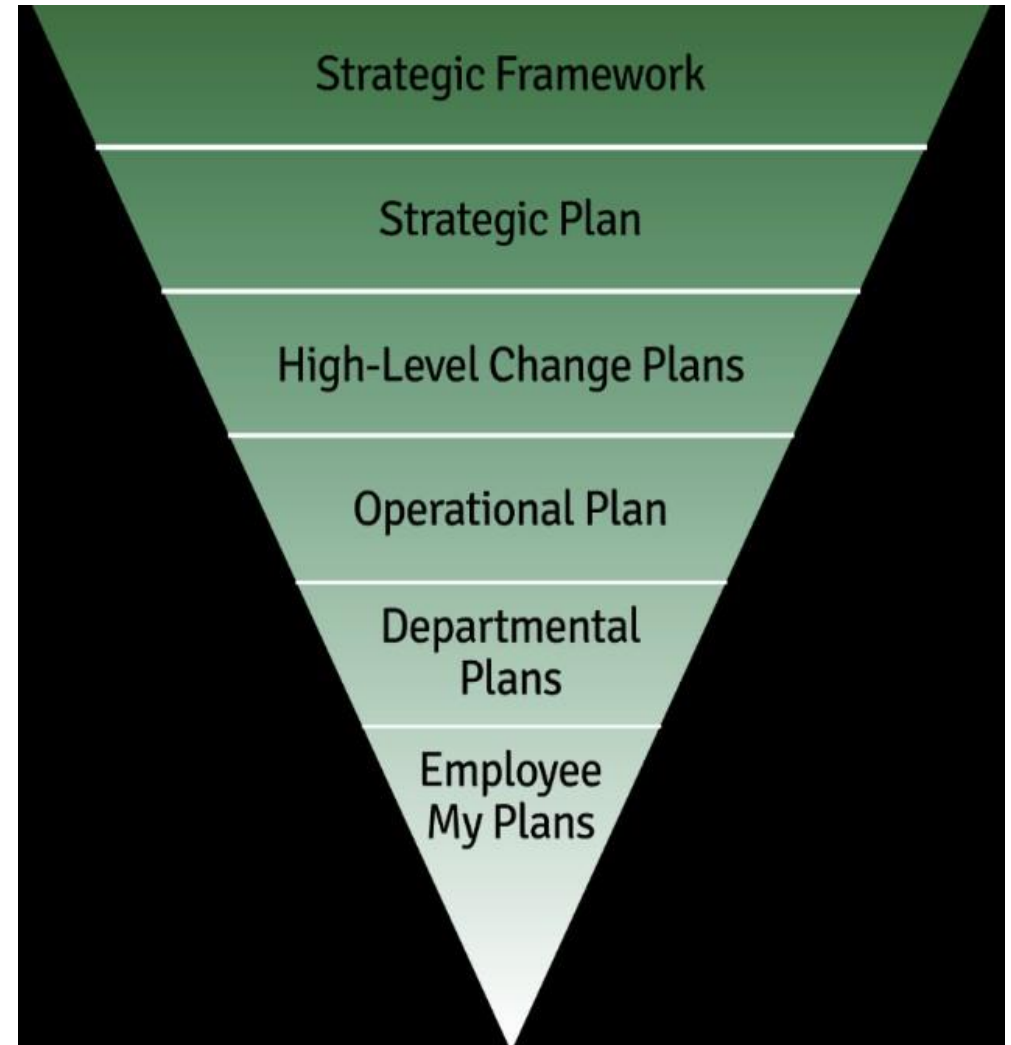 Strategic Framework
Strategic Plan
High-Level Change Plans
Operational Plan
Departmental
Plans
Employee
My Plans